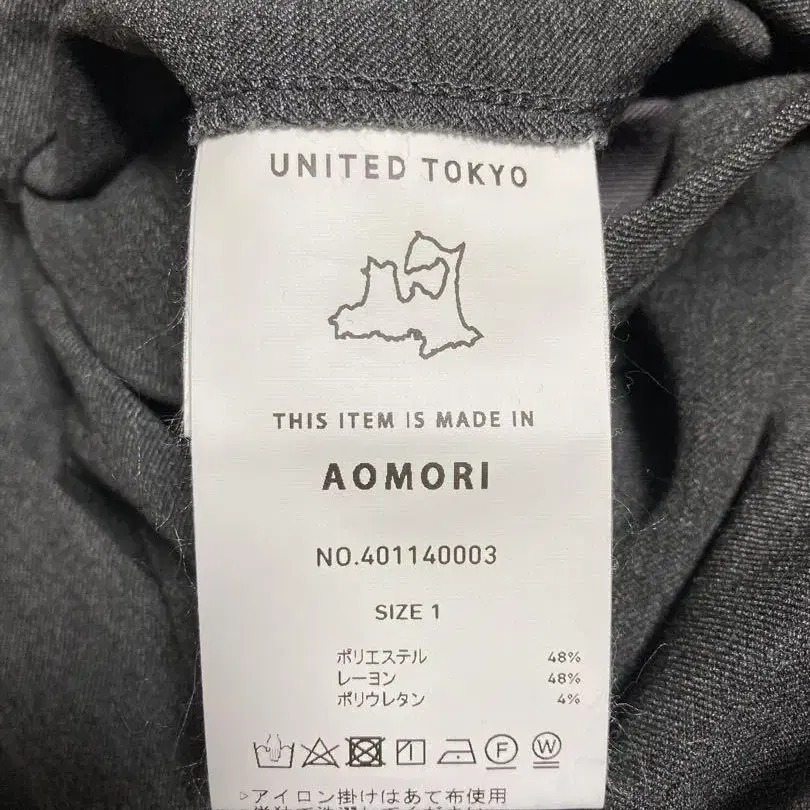 UNITED TOKYO
THIS ITEM IS MADE IN
AOMORI
NO.401140003
SIZE 1
ポリエステル 48%
レーヨン 48%
ポリウレタン 4%
F W
▷アイロン掛けはあて布使用